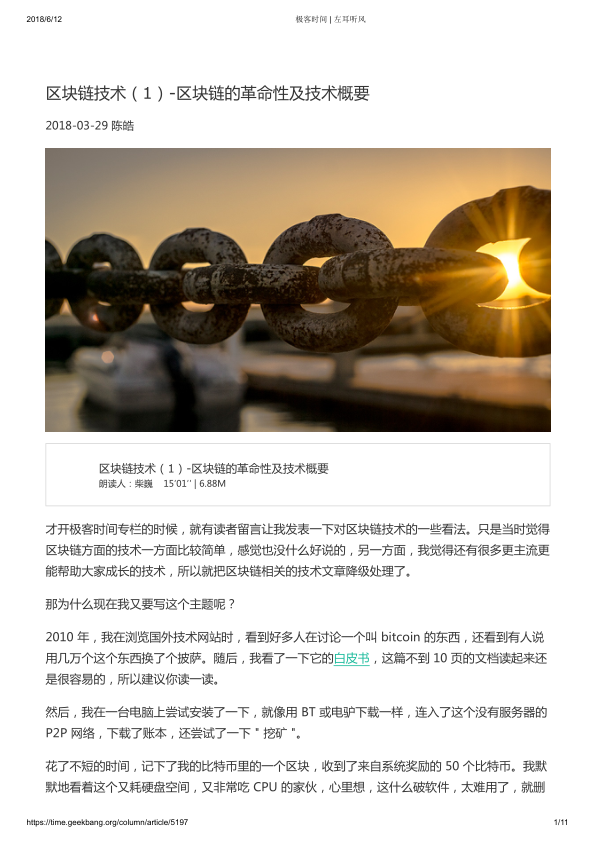 2018/6/12
极客时间 | 左耳听风
区块链技术（1）-区块链的革命性及技术概要
2018-03-29 陈皓
区块链技术（1）-区块链的革命性及技术概要
朗读人：柴巍 15′01′′ | 6.88M
才开极客时间专栏的时候，就有读者留言让我发表一下对区块链技术的一些看法。只是当时觉得
区块链方面的技术一方面比较简单，感觉也没什么好说的，另一方面，我觉得还有很多更主流更
能帮助大家成长的技术，所以就把区块链相关的技术文章降级处理了。
那为什么现在我又要写这个主题呢？
2010 年，我在浏览国外技术网站时，看到好多人在讨论一个叫 bitcoin 的东西，还看到有人说
用几万个这个东西换了个披萨。随后，我看了一下它的白皮书，这篇不到 10 页的文档读起来还
是很容易的，所以建议你读一读。
然后，我在一台电脑上尝试安装了一下，就像用 BT 或电驴下载一样，连入了这个没有服务器的
P2P 网络，下载了账本，还尝试了一下 " 挖矿 "。
花了不短的时间，记下了我的比特币里的一个区块，收到了来自系统奖励的 50 个比特币。我默
默地看着这个又耗硬盘空间，又非常吃 CPU 的家伙，心里想，这什么破软件，太难用了，就删
https://time.geekbang.org/column/article/5197
1/11